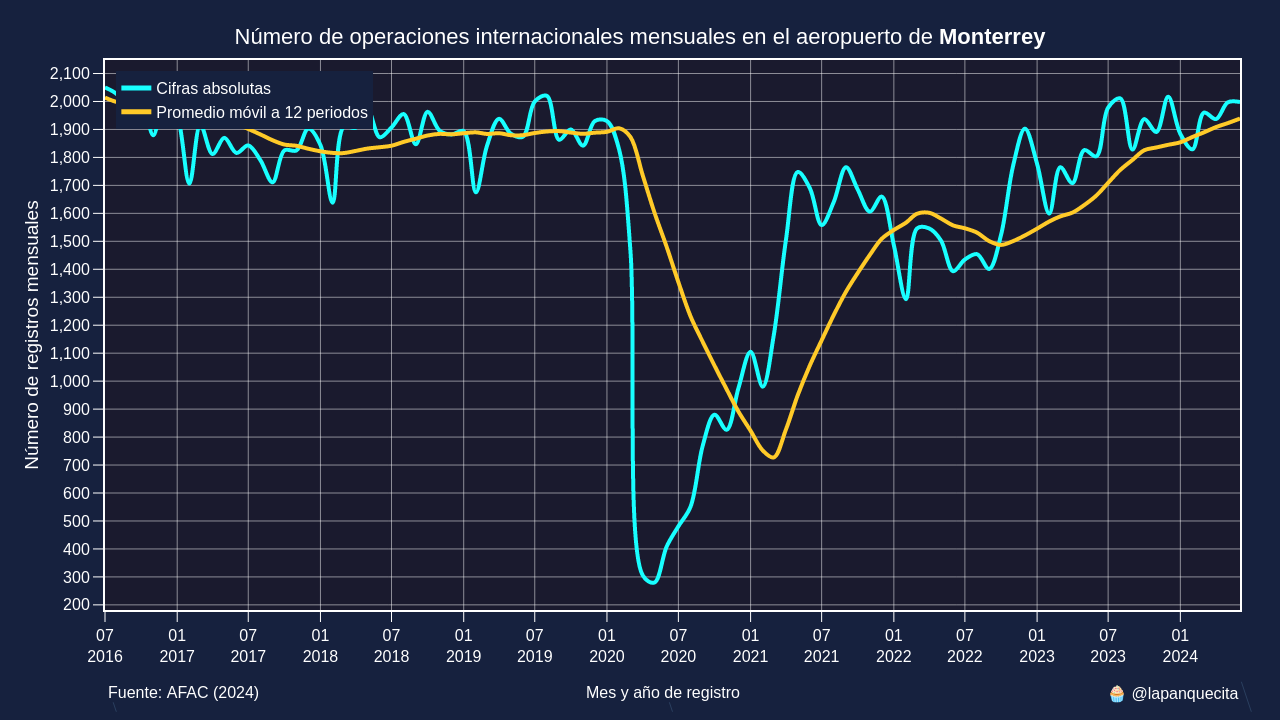 Número de operaciones internacionales mensuales en el aeropuerto de Monterrey
Cifras absolutas
Promedio móvil a 12 periodos
Número de registros mensuales
2,100
2,000
1,900
1,800
1,700
1,600
1,500
1,400
1,300
1,200
1,100
1,000
900
800
700
600
500
400
300
200
07 01 07 01 07 01 07 01 07 01 07 01 07 01 07 01
2016 2017 2017 2018 2018 2019 2019 2020 2020 2021 2021 2022 2022 2023 2023 2024
Fuente: AFAC (2024) Mes y año de registro 🧁 @lapanquecita